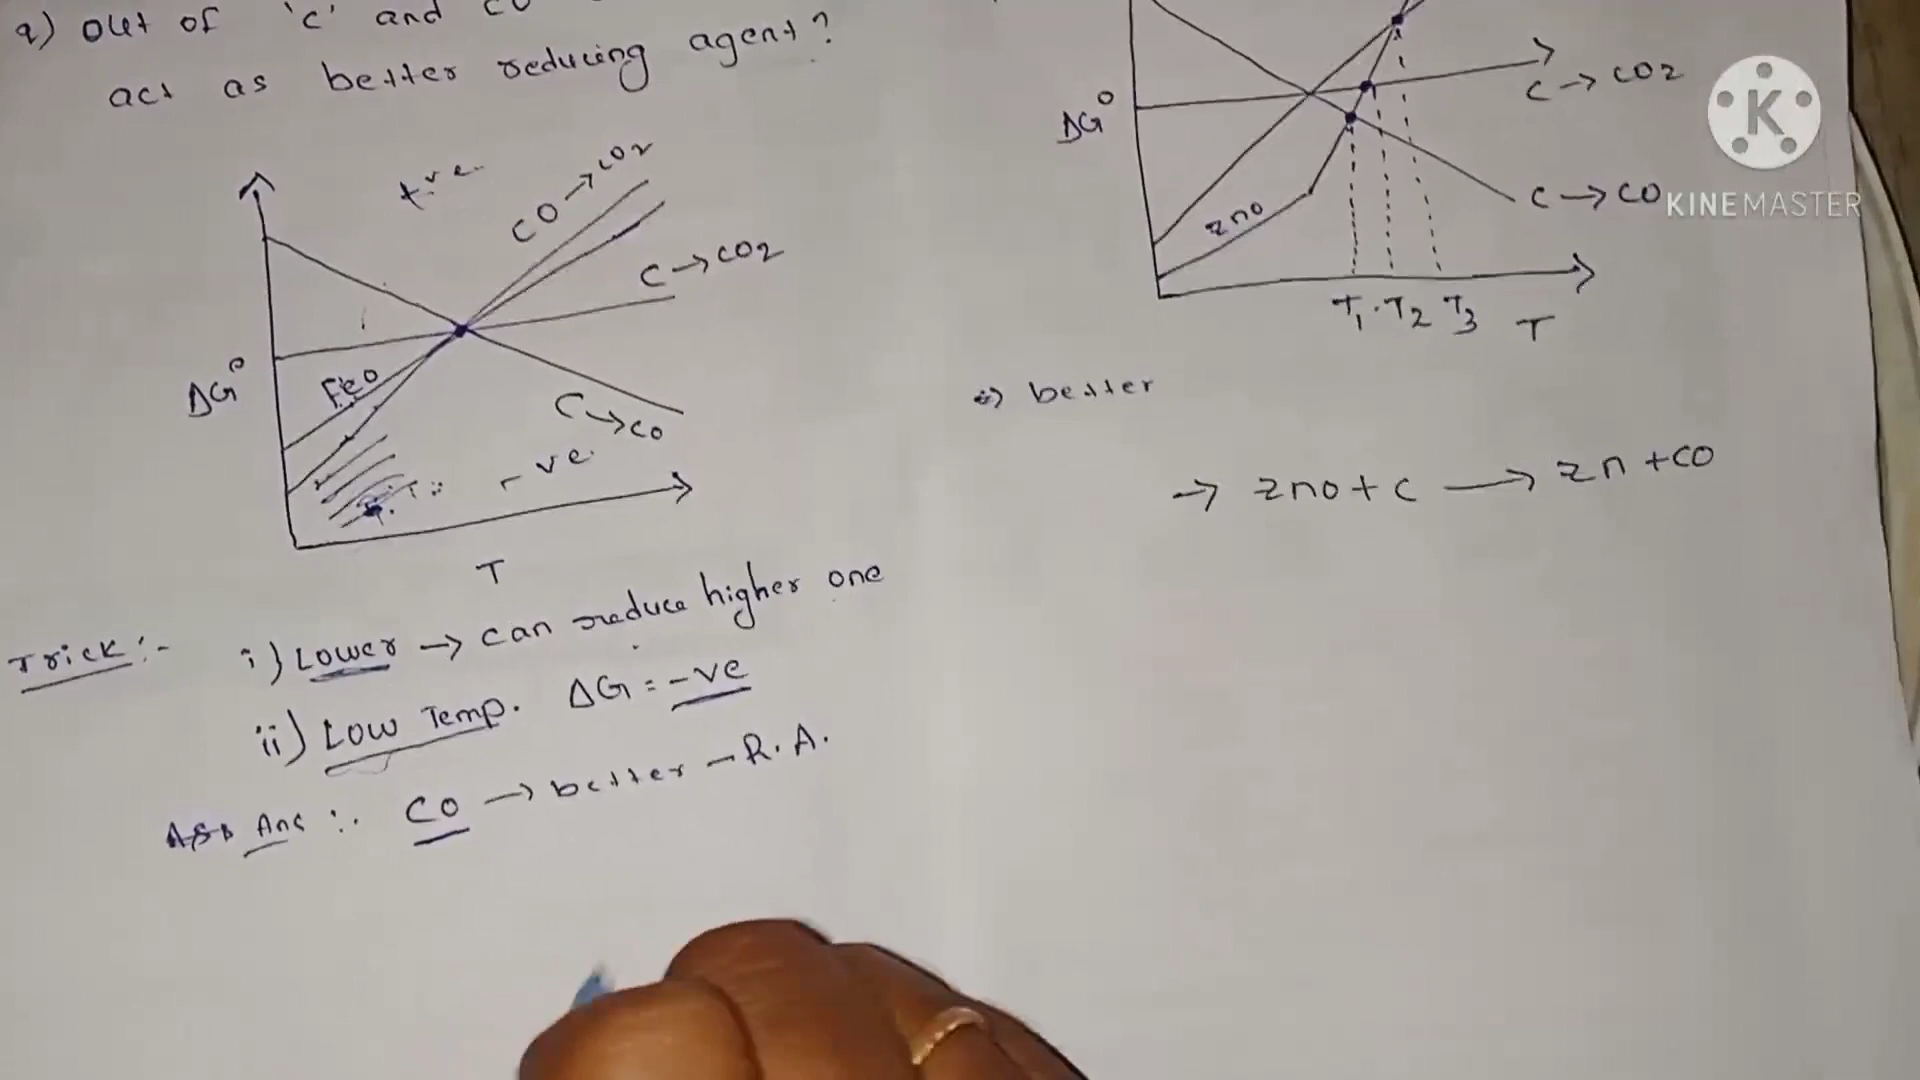 q) out of 'c' and co
act as better reducing agent?
+ve
CO → CO2
C → CO2
ΔG°
FeO
C → CO
-ve
T
Trick :-
i) Lower → can reduce higher one
ii) Low Temp. ΔG = -ve
Ans :. CO → better - R.A.
ΔG°
C → CO2
C → CO
ZnO
T1 T2 T3
T
better
→ ZnO + C → Zn + CO
KINEMASTER